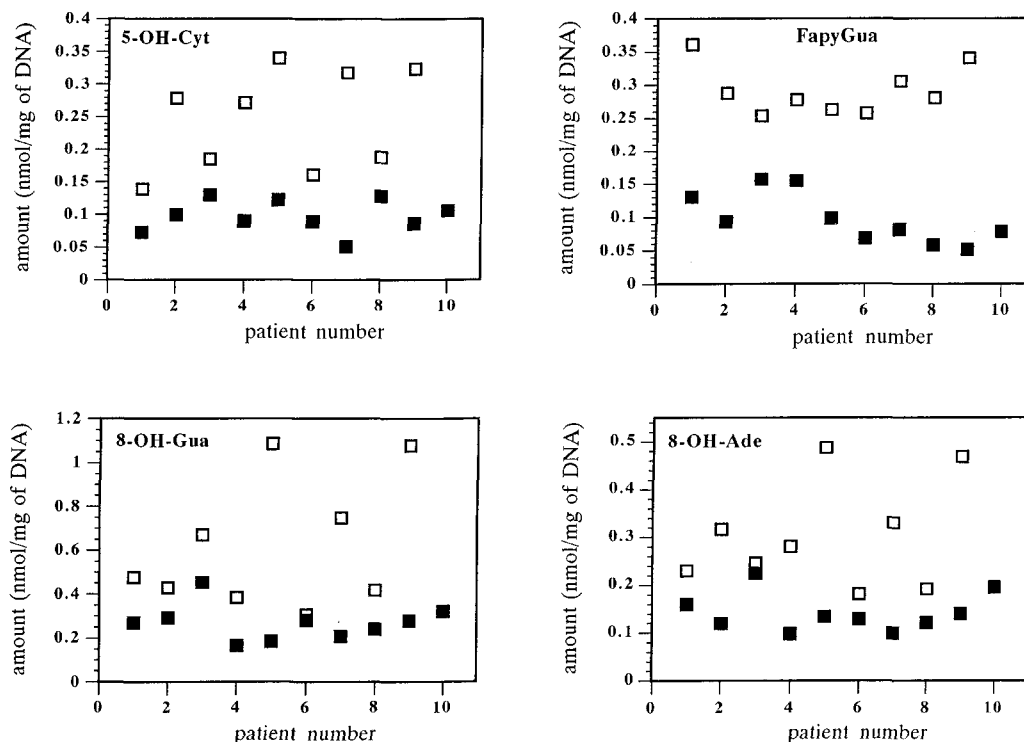 5-OH-Cyt
amount (nmol/mg of DNA)
0.4
0.35
0.3
0.25
0.2
0.15
0.1
0.05
0
0 2 4 6 8 10
patient number
FapyGua
amount (nmol/mg of DNA)
0.4
0.35
0.3
0.25
0.2
0.15
0.1
0.05
0
0 2 4 6 8 10
patient number
8-OH-Gua
amount (nmol/mg of DNA)
1.2
1
0.8
0.6
0.4
0.2
0
0 2 4 6 8 10
patient number
8-OH-Ade
amount (nmol/mg of DNA)
0.5
0.4
0.3
0.2
0.1
0
0 2 4 6 8 10
patient number